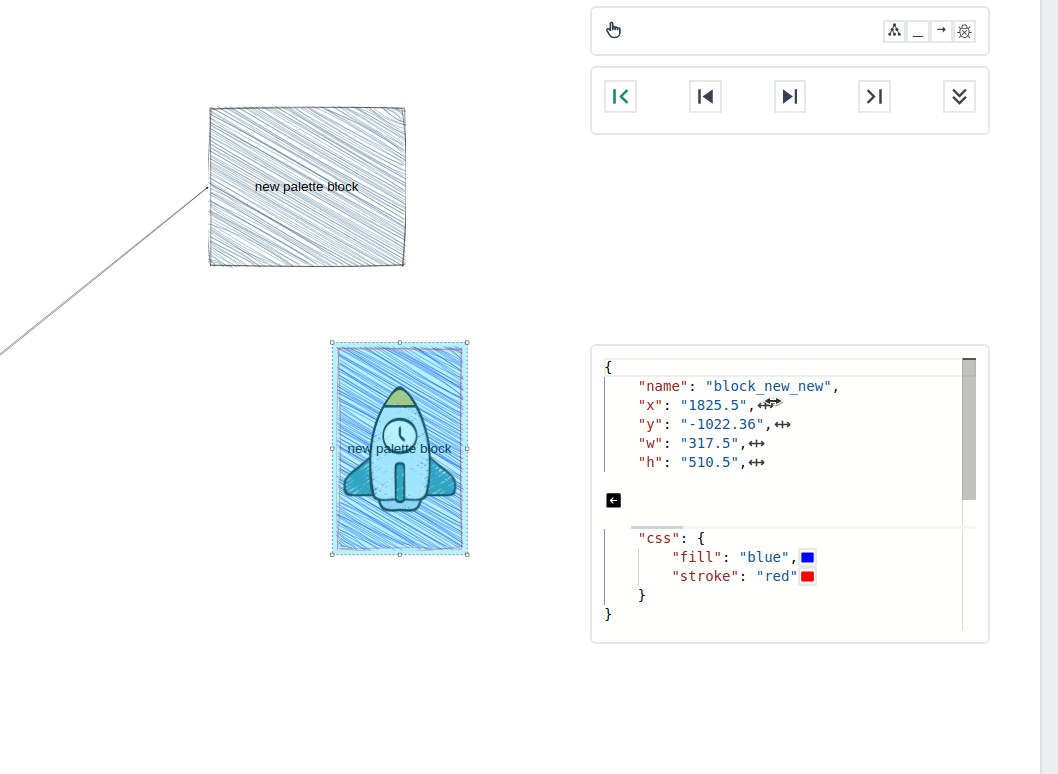 new palette block
new palette block
{
"name": "block_new_new",
"x": "1825.5",
"y": "-1022.36",
"w": "317.5",
"h": "510.5",
"css": {
"fill": "blue",
"stroke": "red"
}
}